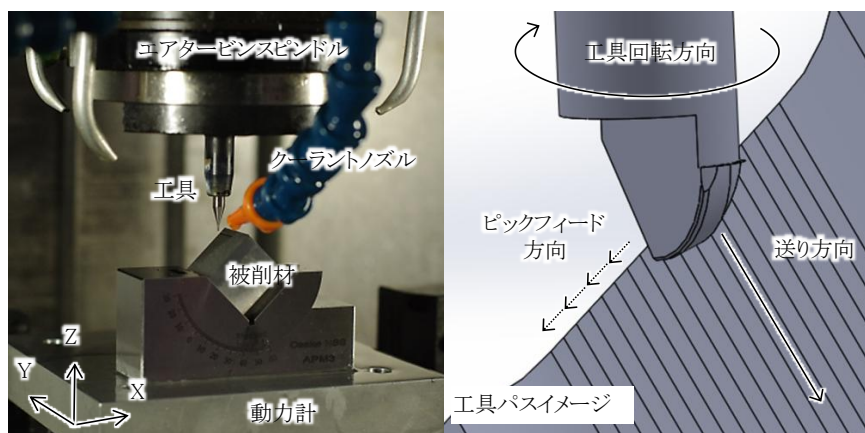 エアタービンスピンドル
工具回転方向
クーラントノズル
工具
ピックフィード
方向
送り方向
被削材
Z
Y
X
動力計
工具パスイメージ
APM3